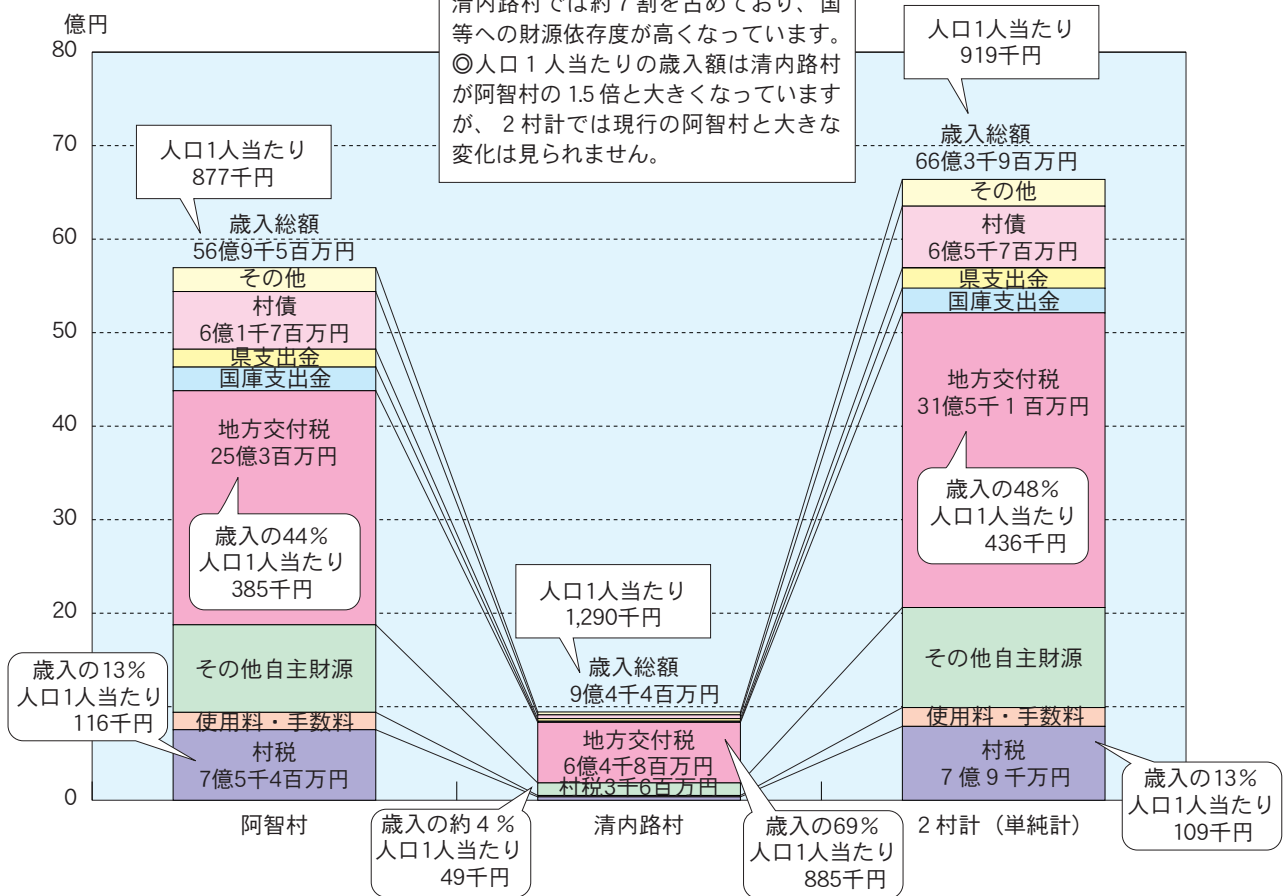 清内路村では約７割を占めており、国
等への財源依存度が高くなっています。
◎人口１人当たりの歳入額は清内路村
が阿智村の 1.5 倍と大きくなっています
が、２村計では現行の阿智村と大きな
変化は見られません。
億円
80
70
60
50
40
30
20
0
人口1人当たり
877千円
歳入総額
56億9千5百万円
その他
村債
6億1千7百万円
県支出金
国庫支出金
地方交付税
25億3百万円
歳入の44%
人口1人当たり
385千円
その他自主財源
使用料・手数料
村税
7億5千4百万円
歳入の13%
人口1人当たり
116千円
阿智村
人口1人当たり
1,290千円
歳入総額
9億4千4百万円
地方交付税
6億4千8百万円
村税3千6百万円
歳入の約４%
人口1人当たり
49千円
歳入の69%
人口1人当たり
885千円
清内路村
人口1人当たり
919千円
歳入総額
66億3千9百万円
その他
村債
6億5千7百万円
県支出金
国庫支出金
地方交付税
31億5千１百万円
歳入の48%
人口1人当たり
436千円
その他自主財源
使用料・手数料
村税
７億９千万円
歳入の13%
人口1人当たり
109千円
２村計（単純計）